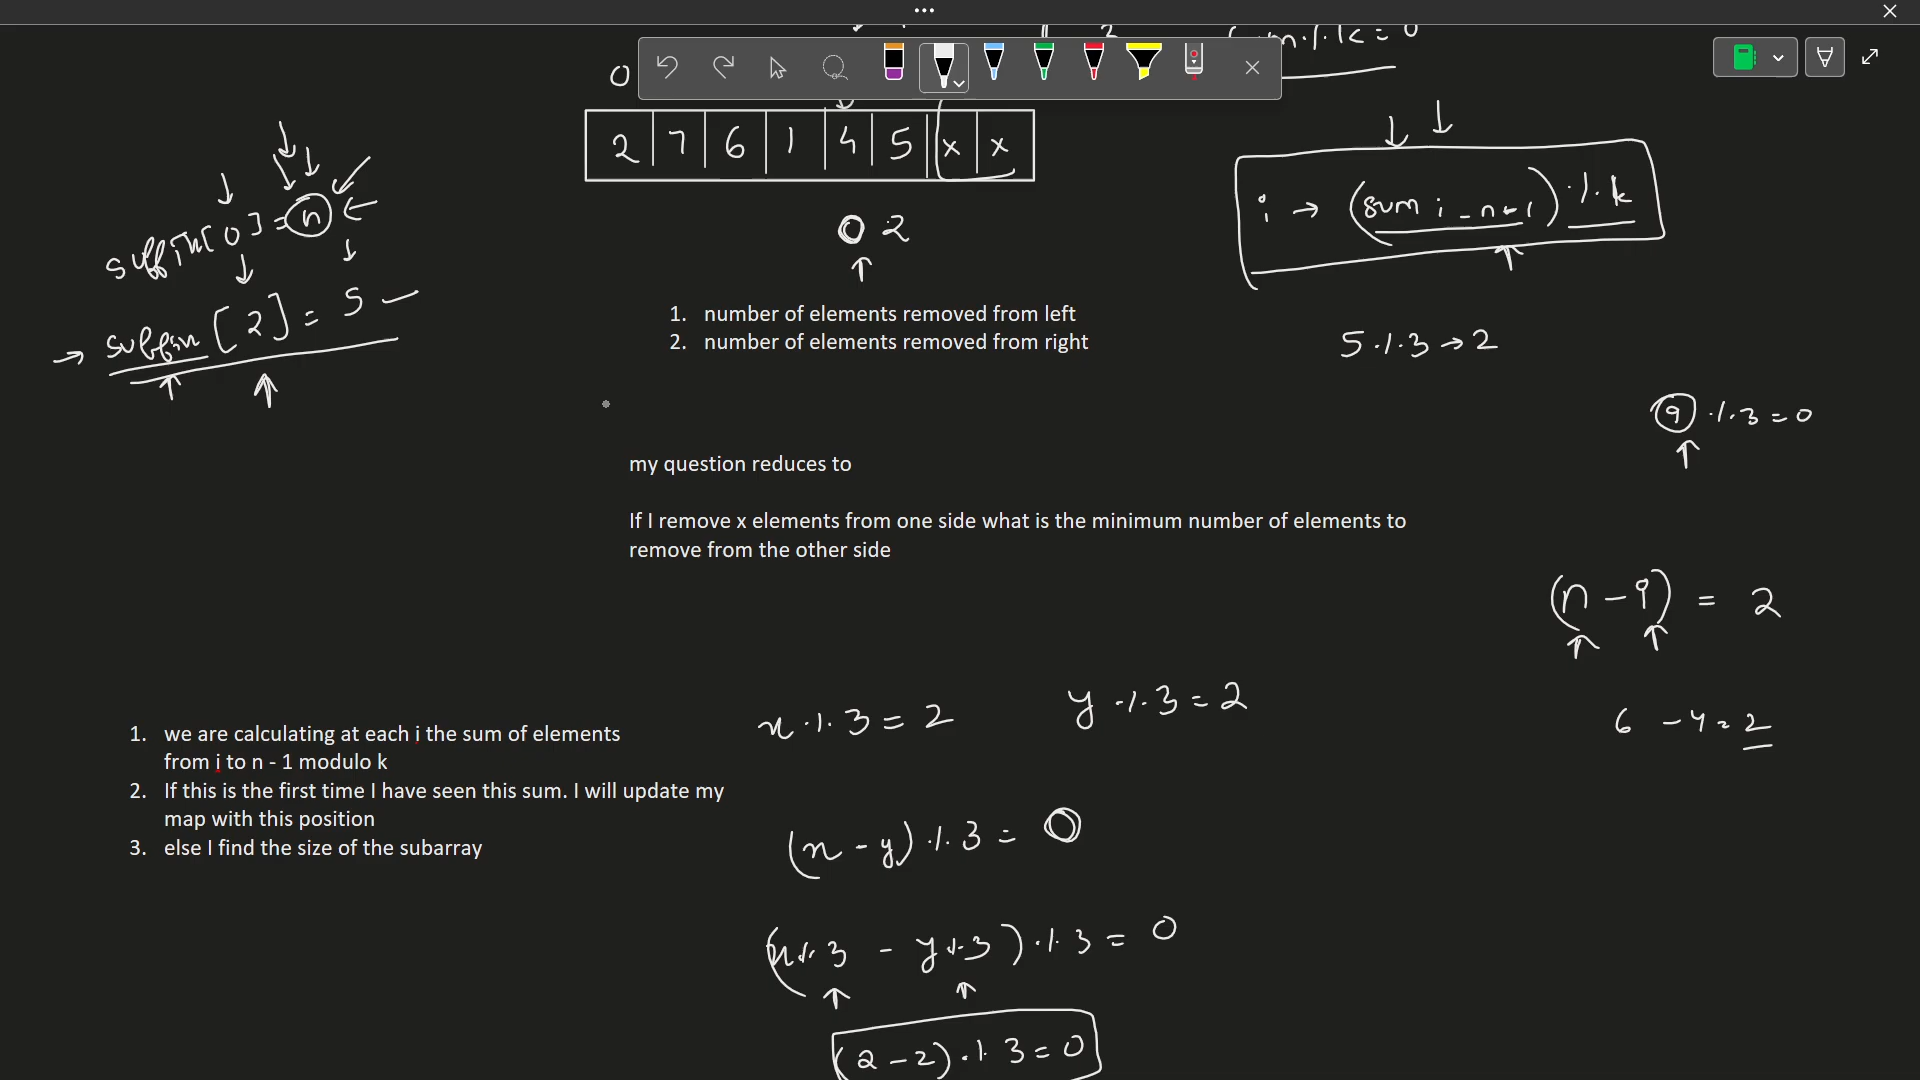 0
2 7 6 1 4 5 x x
0 2
suffix[0] = n
suffix[2] = 5
i → (sum i - n-1) % k
1. number of elements removed from left
2. number of elements removed from right
5 % 3 → 2
9 % 3 = 0
my question reduces to
If I remove x elements from one side what is the minimum number of elements to
remove from the other side
(n - 9) = 2
6 - 4 = 2
1. we are calculating at each i the sum of elements
from i to n - 1 modulo k
2. If this is the first time I have seen this sum. I will update my
map with this position
3. else I find the size of the subarray
x % 3 = 2
y % 3 = 2
(x - y) % 3 = 0
(x % 3 - y % 3) % 3 = 0
(2 - 2) % 3 = 0